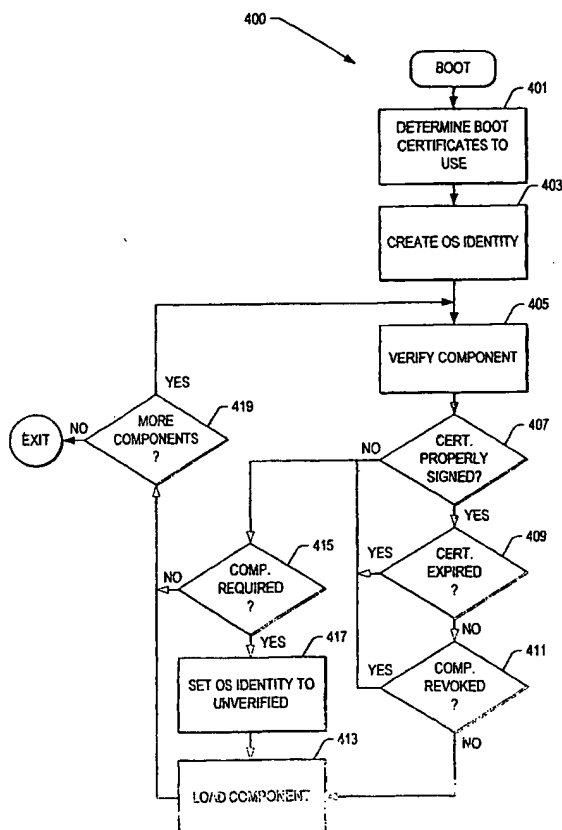 400
BOOT
401
DETERMINE BOOT
CERTIFICATES TO
USE
403
CREATE OS IDENTITY
405
VERIFY COMPONENT
YES
419
MORE
COMPONENTS
?
NO
EXIT
407
CERT.
PROPERLY
SIGNED?
NO
YES
409
CERT.
EXPIRED
?
YES
NO
415
COMP.
REQUIRED
?
NO
YES
411
COMP.
REVOKED
?
YES
NO
417
SET OS IDENTITY TO
UNVERIFIED
413
LOAD COMPONENT